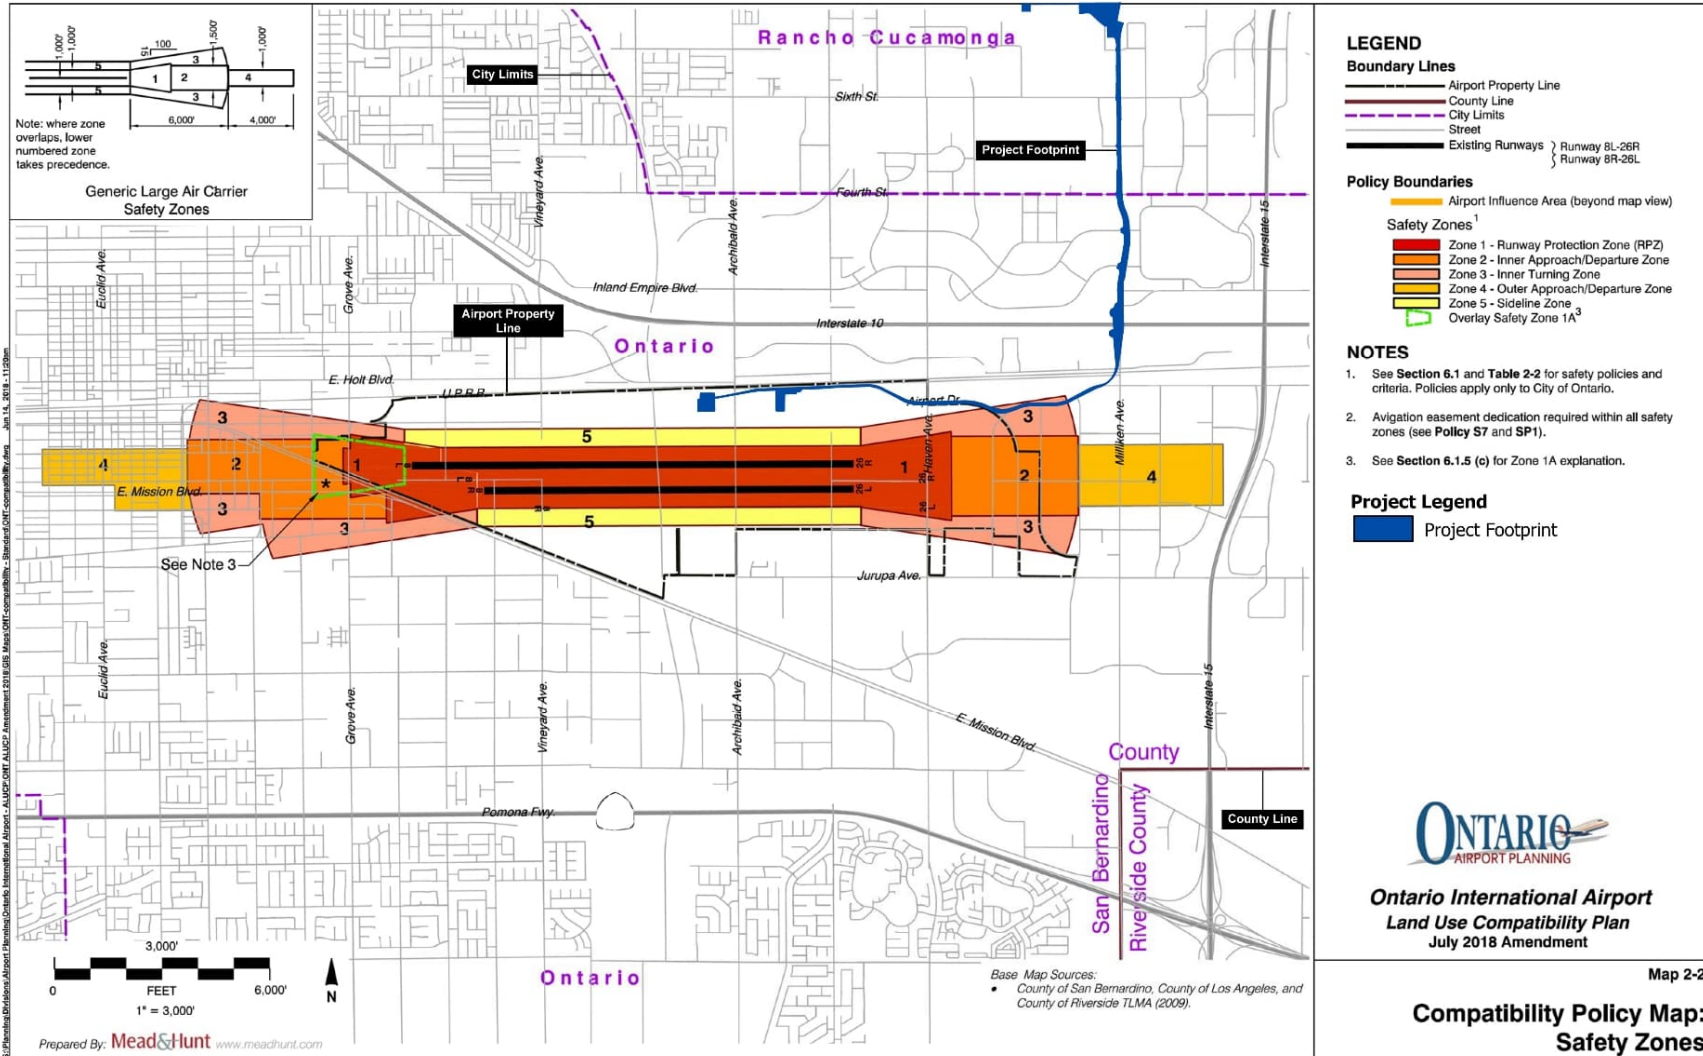 1,000'
1,000'
15
100
1,500'
1,000'
5
3
1
2
4
5
3
6,000'
4,000'
Note: where zone
overlaps, lower
numbered zone
takes precedence.
Generic Large Air Carrier
Safety Zones
Rancho Cucamonga
City Limits
Sixth St.
Project Footprint
Fourth St.
Vineyard Ave.
Archibald Ave.
Interstate 15
Euclid Ave.
Grove Ave.
Inland Empire Blvd.
Airport Property
Line
Interstate 10
Ontario
E. Holt Blvd.
U.P.R.R.
Airport Dr.
3
5
3
4
2
1
1
Haven Ave.
2
4
Milliken Ave.
*
8
L
26
R
8
L
8
R
26
L
26
R
26
L
8
R
E. Mission Blvd.
3
3
5
3
See Note 3
Jurupa Ave.
Euclid Ave.
Grove Ave.
Vineyard Ave.
Archibald Ave.
Interstate 15
E. Mission Blvd.
County
San Bernardino
Riverside County
County Line
Pomona Fwy.
Ontario
3,000'
0
FEET
6,000'
1" = 3,000'
N
Base Map Sources:
• County of San Bernardino, County of Los Angeles, and
County of Riverside TLMA (2009).
Prepared By: Mead&Hunt www.meadhunt.com
LEGEND
Boundary Lines
Airport Property Line
County Line
City Limits
Street
Existing Runways } Runway 8L-26R
Runway 8R-26L
Policy Boundaries
Airport Influence Area (beyond map view)
Safety Zones 1
Zone 1 - Runway Protection Zone (RPZ)
Zone 2 - Inner Approach/Departure Zone
Zone 3 - Inner Turning Zone
Zone 4 - Outer Approach/Departure Zone
Zone 5 - Sideline Zone
Overlay Safety Zone 1A3
NOTES
1. See Section 6.1 and Table 2-2 for safety policies and
criteria. Policies apply only to City of Ontario.
2. Avigation easement dedication required within all safety
zones (see Policy S7 and SP1).
3. See Section 6.1.5 (c) for Zone 1A explanation.
Project Legend
Project Footprint
ONTARIO
AIRPORT PLANNING
Ontario International Airport
Land Use Compatibility Plan
July 2018 Amendment
Map 2-2
Compatibility Policy Map:
Safety Zones